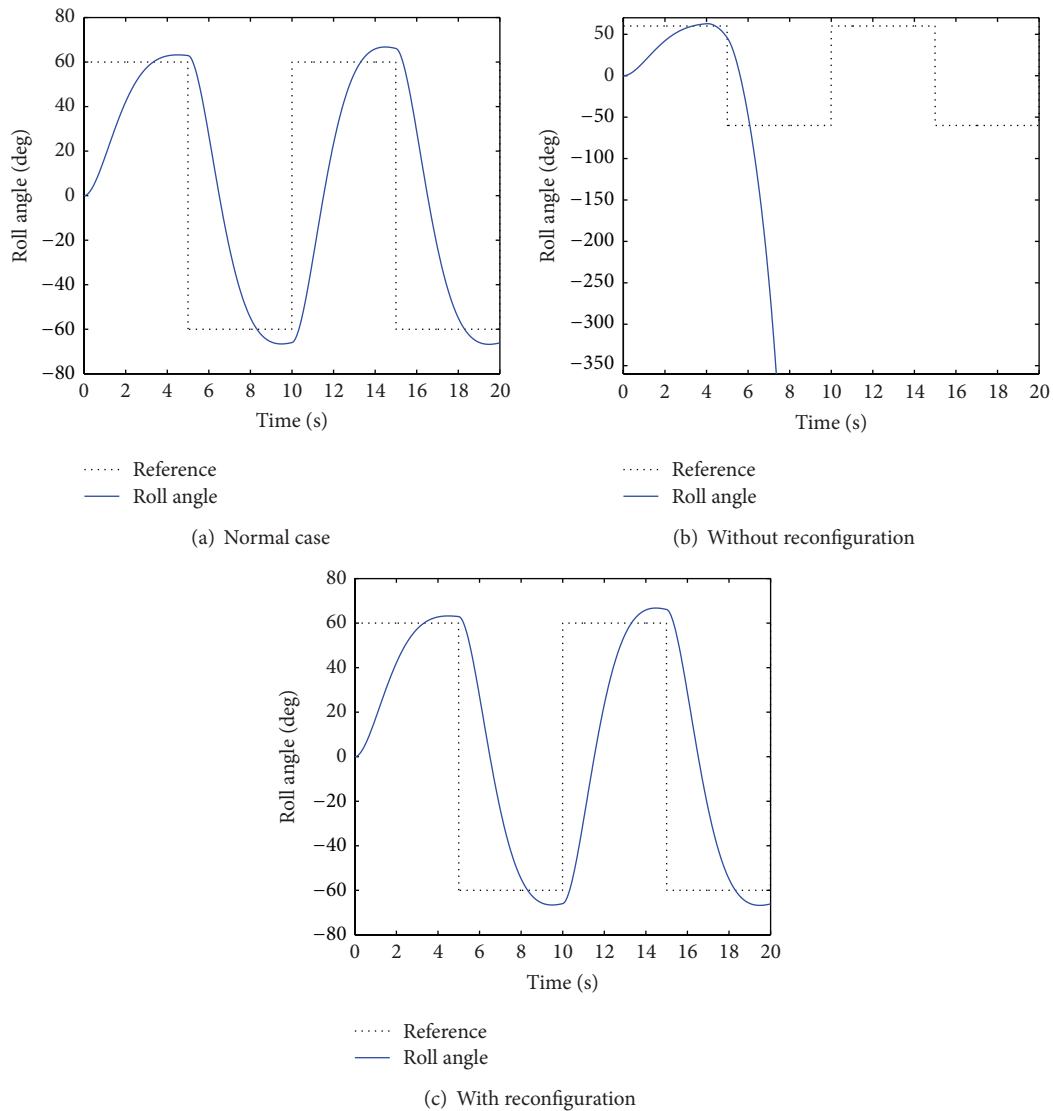 80
60
40
20
0
−20
−40
−60
−80
Roll angle (deg)
0 2 4 6 8 10 12 14 16 18 20
Time (s)
Reference
Roll angle
(a) Normal case
50
0
−50
−100
−150
−200
−250
−300
−350
Roll angle (deg)
0 2 4 6 8 10 12 14 16 18 20
Time (s)
Reference
Roll angle
(b) Without reconfiguration
80
60
40
20
0
−20
−40
−60
−80
Roll angle (deg)
0 2 4 6 8 10 12 14 16 18 20
Time (s)
Reference
Roll angle
(c) With reconfiguration